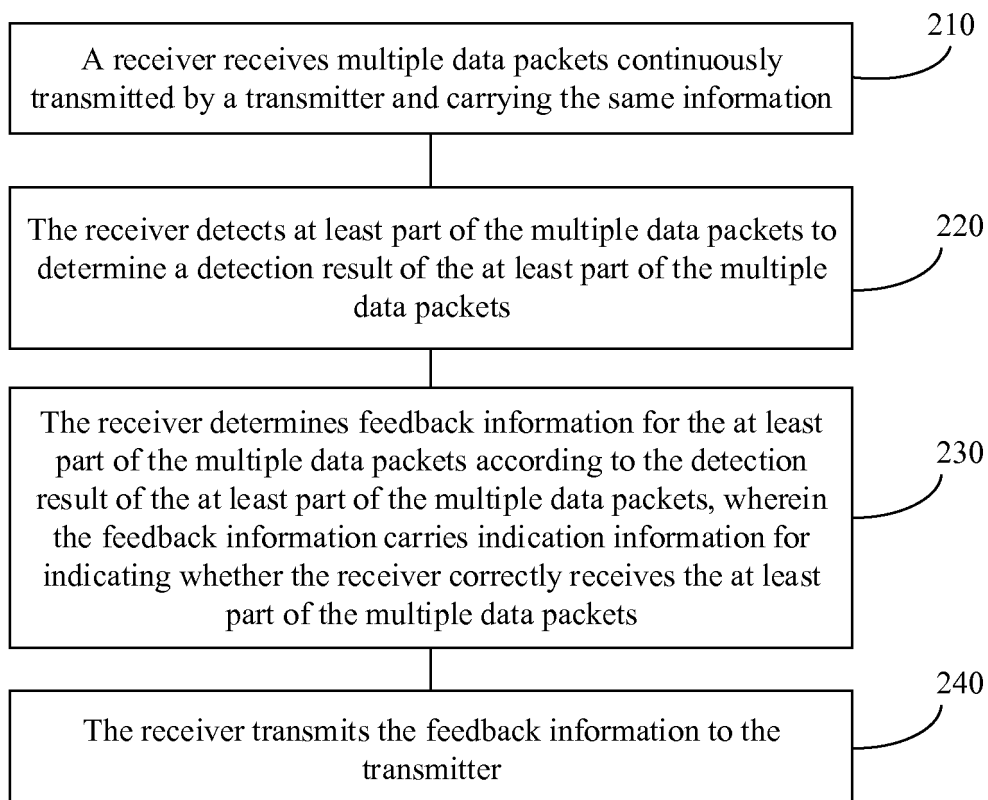 210
A receiver receives multiple data packets continuously
transmitted by a transmitter and carrying the same information
220
The receiver detects at least part of the multiple data packets to
determine a detection result of the at least part of the multiple
data packets
230
The receiver determines feedback information for the at least
part of the multiple data packets according to the detection
result of the at least part of the multiple data packets, wherein
the feedback information carries indication information for
indicating whether the receiver correctly receives the at least
part of the multiple data packets
240
The receiver transmits the feedback information to the
transmitter